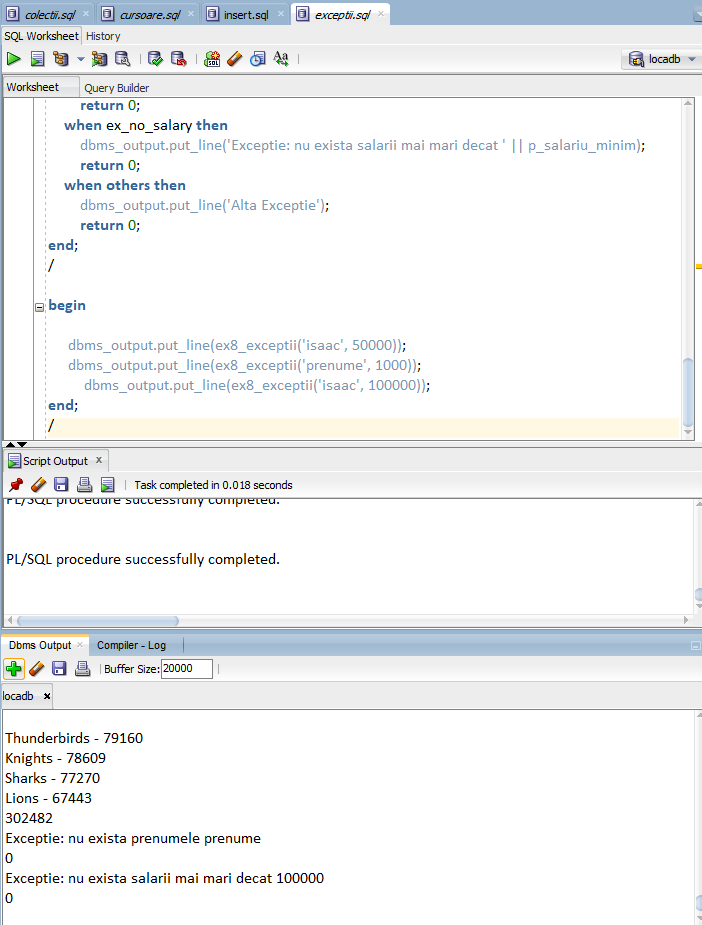 colectii.sql × cursoare.sql × insert.sql × exceptii.sql ×
SQL Worksheet History
locadb
Worksheet Query Builder
return 0;
when ex_no_salary then
dbms_output.put_line('Exceptie: nu exista salarii mai mari decat ' || p_salariu_minim);
return 0;
when others then
dbms_output.put_line('Alta Exceptie');
return 0;
end;
/
begin
dbms_output.put_line(ex8_exceptii('isaac', 50000));
dbms_output.put_line(ex8_exceptii('prenume', 1000));
dbms_output.put_line(ex8_exceptii('isaac', 100000));
end;
/
Script Output ×
Task completed in 0.018 seconds
PL/SQL procedure successfully completed.
PL/SQL procedure successfully completed.
Dbms Output × Compiler - Log
Buffer Size: 20000
locadb ×
Thunderbirds - 79160
Knights - 78609
Sharks - 77270
Lions - 67443
302482
Exceptie: nu exista prenumele prenume
0
Exceptie: nu exista salarii mai mari decat 100000
0